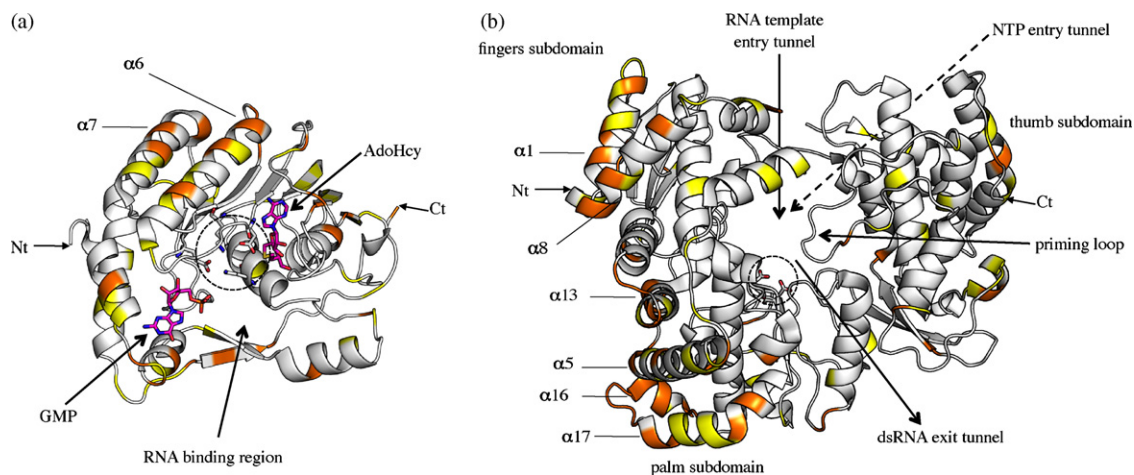 (a)
α6
α7
AdoHcy
Nt
Ct
GMP
RNA binding region
(b)
RNA template
entry tunnel
NTP entry tunnel
fingers subdomain
thumb subdomain
α1
Nt
Ct
α8
priming loop
α13
α5
α16
α17
dsRNA exit tunnel
palm subdomain